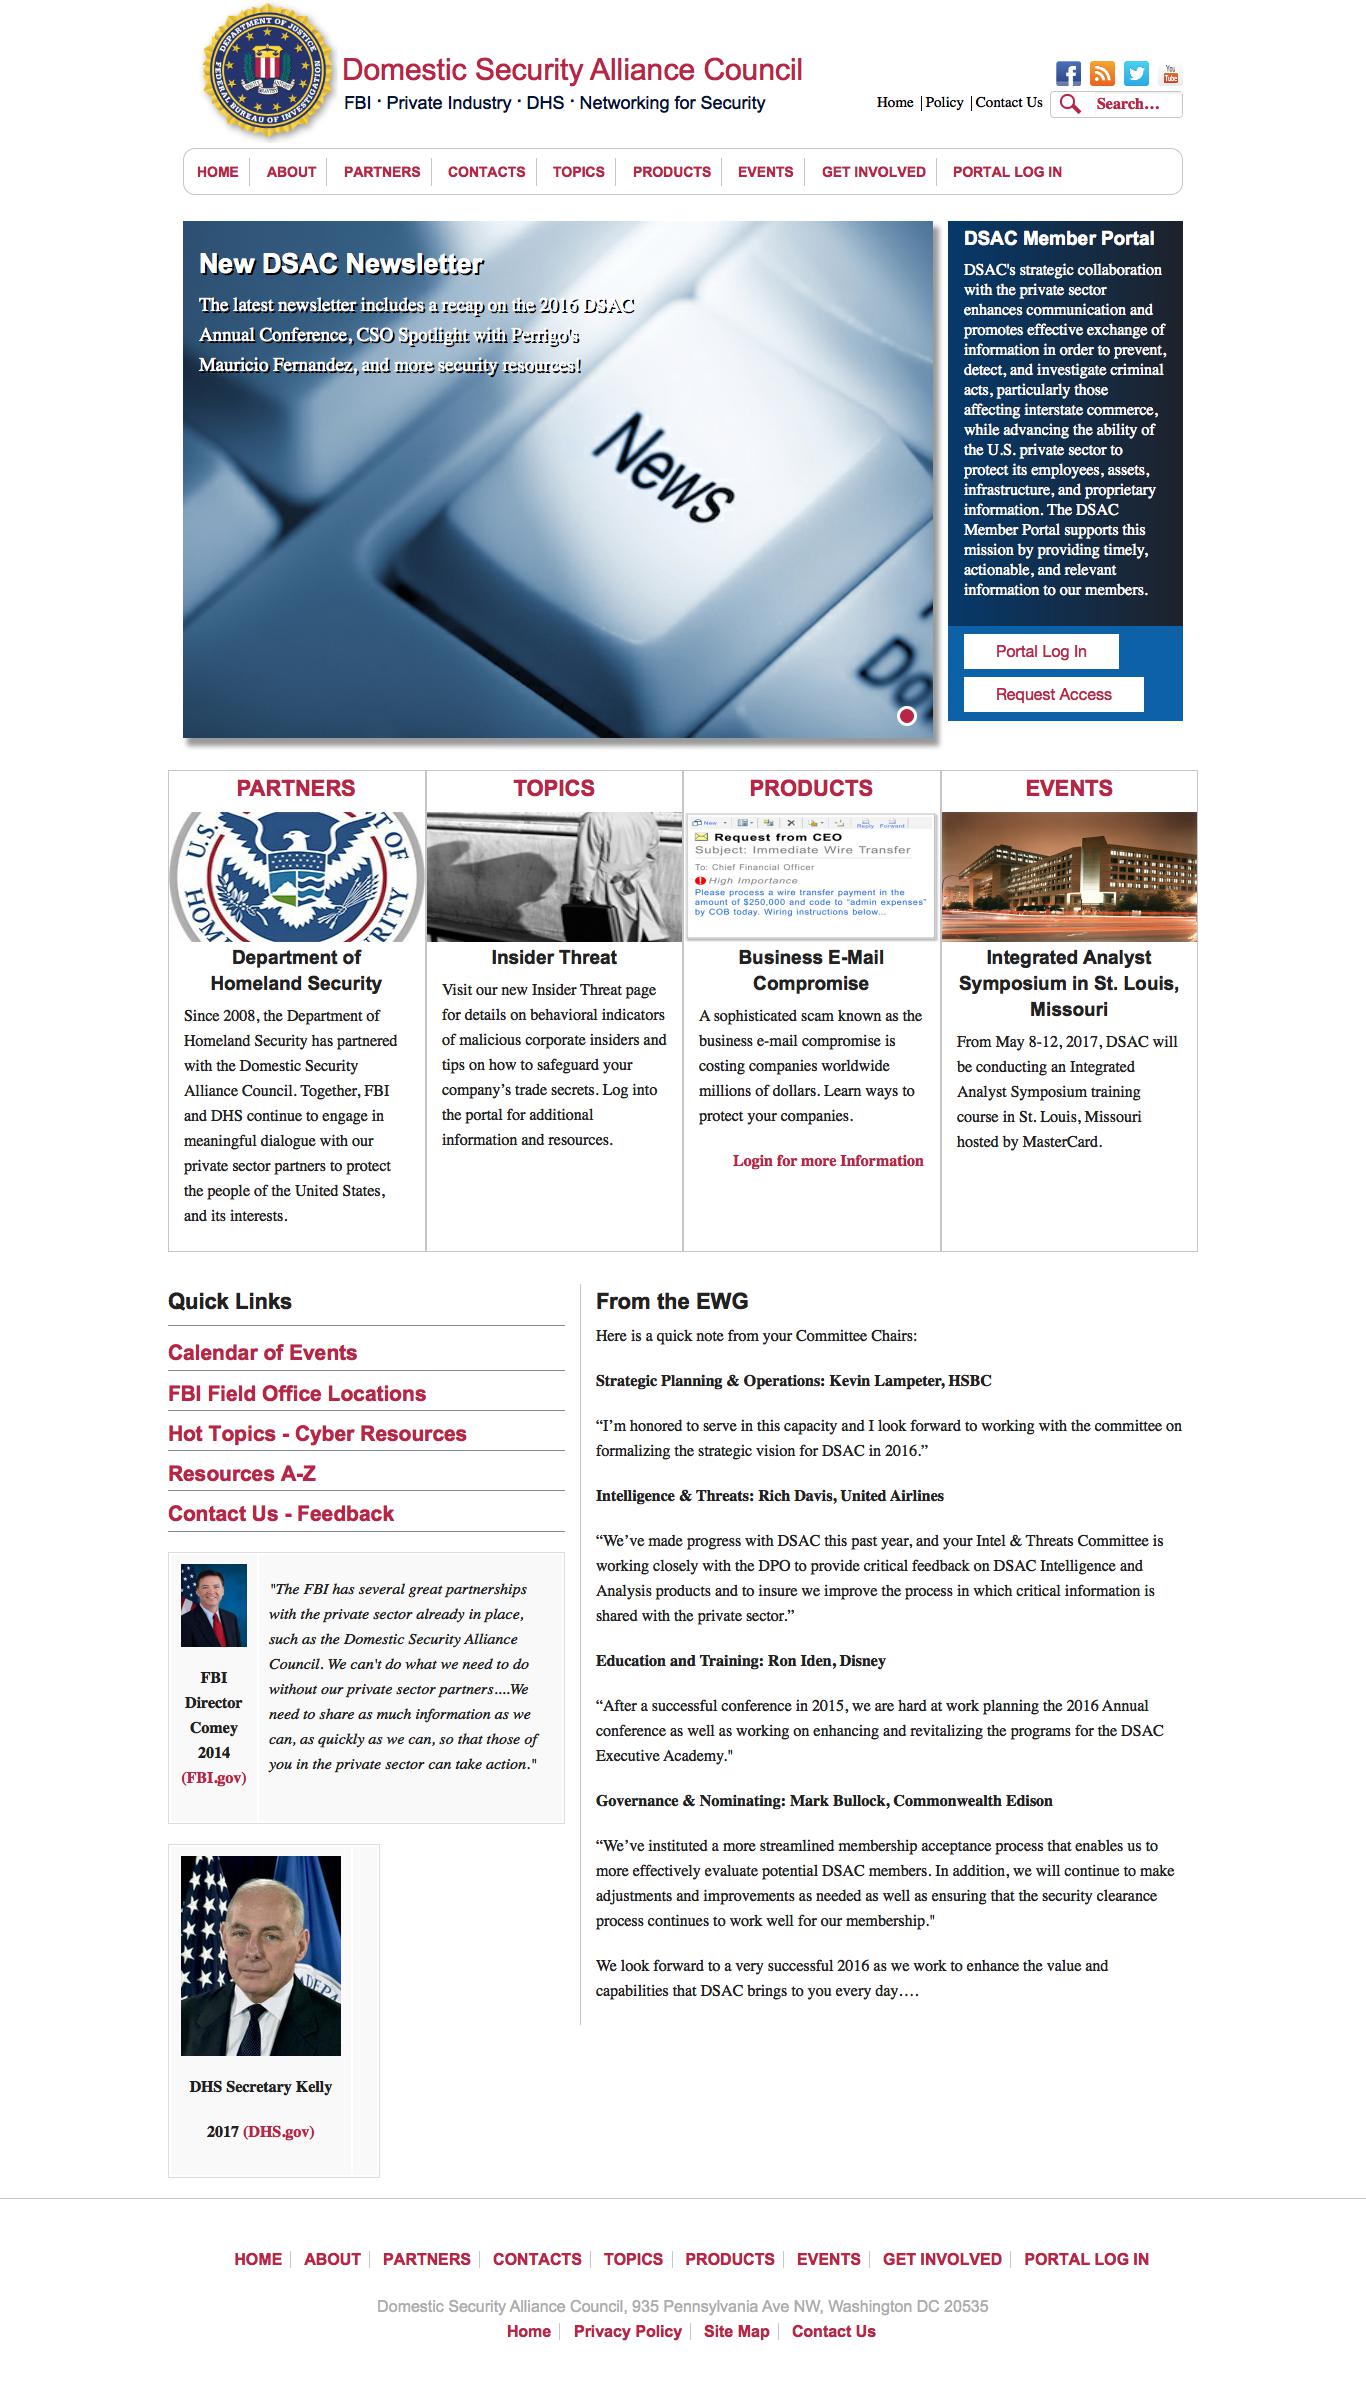 DEPARTMENT OF JUSTICE
FEDERAL BUREAU OF INVESTIGATION
Domestic Security Alliance Council
FBI · Private Industry · DHS · Networking for Security
You
Tube
Home | Policy | Contact Us
Search...
HOME
ABOUT
PARTNERS
CONTACTS
TOPICS
PRODUCTS
EVENTS
GET INVOLVED
PORTAL LOG IN
New DSAC Newsletter
The latest newsletter includes a recap on the 2016 DSAC
Annual Conference, CSO Spotlight with Perrigo's
Mauricio Fernandez, and more security resources!
News
DSAC Member Portal
DSAC's strategic collaboration
with the private sector
enhances communication and
promotes effective exchange of
information in order to prevent,
detect, and investigate criminal
acts, particularly those
affecting interstate commerce,
while advancing the ability of
the U.S. private sector to
protect its employees, assets,
infrastructure, and proprietary
information. The DSAC
Member Portal supports this
mission by providing timely,
actionable, and relevant
information to our members.
Portal Log In
Request Access
PARTNERS
Department of
Homeland Security
Since 2008, the Department of
Homeland Security has partnered
with the Domestic Security
Alliance Council. Together, FBI
and DHS continue to engage in
meaningful dialogue with our
private sector partners to protect
the people of the United States,
and its interests.
TOPICS
Insider Threat
Visit our new Insider Threat page
for details on behavioral indicators
of malicious corporate insiders and
tips on how to safeguard your
company’s trade secrets. Log into
the portal for additional
information and resources.
PRODUCTS
New
Reply Forward
Request from CEO
Subject: Immediate Wire Transfer
To: Chief Financial Officer
High Importance
Please process a wire transfer payment in the
amount of $250,000 and code to "admin expenses"
by COB today. Wiring instructions below...
Business E-Mail
Compromise
A sophisticated scam known as the
business e-mail compromise is
costing companies worldwide
millions of dollars. Learn ways to
protect your companies.
Login for more Information
EVENTS
Integrated Analyst
Symposium in St. Louis,
Missouri
From May 8-12, 2017, DSAC will
be conducting an Integrated
Analyst Symposium training
course in St. Louis, Missouri
hosted by MasterCard.
Quick Links
Calendar of Events
FBI Field Office Locations
Hot Topics - Cyber Resources
Resources A-Z
Contact Us - Feedback
FBI
Director
Comey
2014
(FBI.gov)
"The FBI has several great partnerships
with the private sector already in place,
such as the Domestic Security Alliance
Council. We can't do what we need to do
without our private sector partners....We
need to share as much information as we
can, as quickly as we can, so that those of
you in the private sector can take action."
DHS Secretary Kelly
2017 (DHS.gov)
From the EWG
Here is a quick note from your Committee Chairs:
Strategic Planning & Operations: Kevin Lampeter, HSBC
“I’m honored to serve in this capacity and I look forward to working with the committee on
formalizing the strategic vision for DSAC in 2016.”
Intelligence & Threats: Rich Davis, United Airlines
“We’ve made progress with DSAC this past year, and your Intel & Threats Committee is
working closely with the DPO to provide critical feedback on DSAC Intelligence and
Analysis products and to insure we improve the process in which critical information is
shared with the private sector.”
Education and Training: Ron Iden, Disney
“After a successful conference in 2015, we are hard at work planning the 2016 Annual
conference as well as working on enhancing and revitalizing the programs for the DSAC
Executive Academy."
Governance & Nominating: Mark Bullock, Commonwealth Edison
“We’ve instituted a more streamlined membership acceptance process that enables us to
more effectively evaluate potential DSAC members. In addition, we will continue to make
adjustments and improvements as needed as well as ensuring that the security clearance
process continues to work well for our membership."
We look forward to a very successful 2016 as we work to enhance the value and
capabilities that DSAC brings to you every day….
HOME
ABOUT
PARTNERS
CONTACTS
TOPICS
PRODUCTS
EVENTS
GET INVOLVED
PORTAL LOG IN
Domestic Security Alliance Council, 935 Pennsylvania Ave NW, Washington DC 20535
Home
Privacy Policy
Site Map
Contact Us